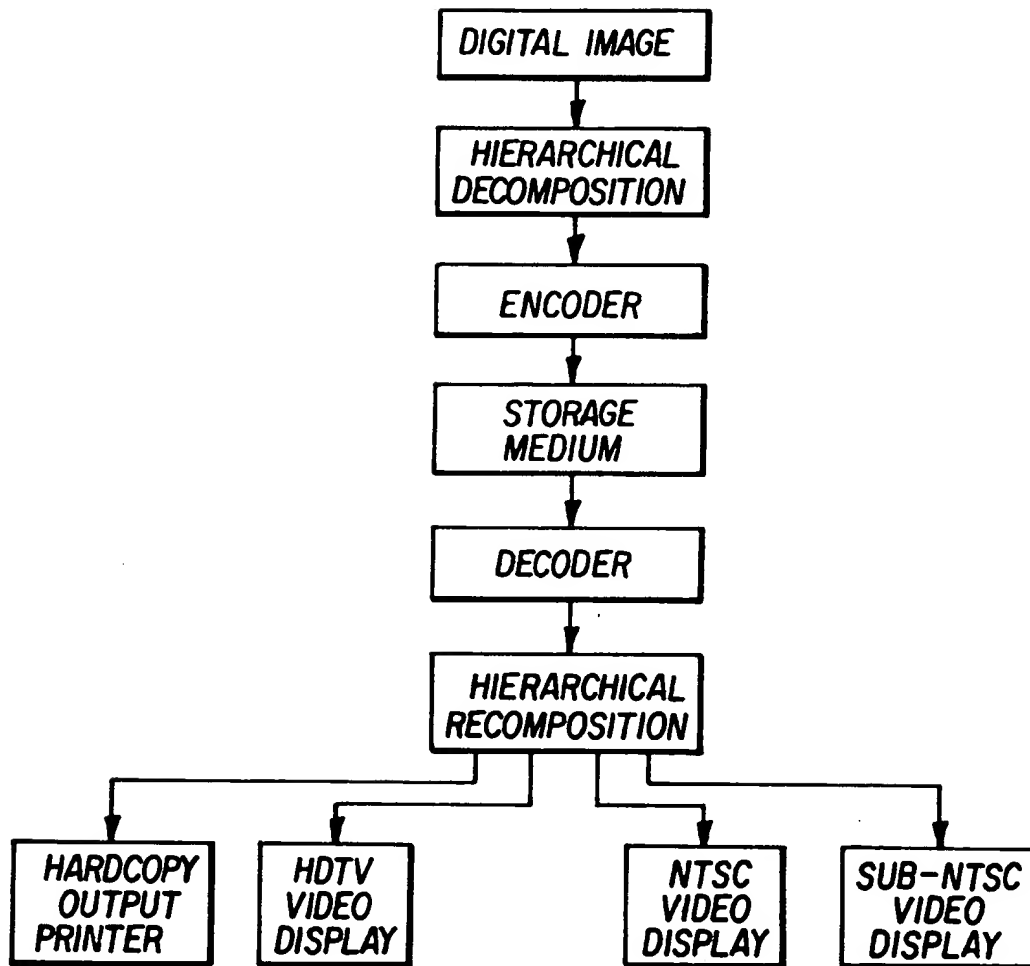 DIGITAL IMAGE
HIERARCHICAL
DECOMPOSITION
ENCODER
STORAGE
MEDIUM
DECODER
HIERARCHICAL
RECOMPOSITION
HARDCOPY
OUTPUT
PRINTER
HDTV
VIDEO
DISPLAY
NTSC
VIDEO
DISPLAY
SUB-NTSC
VIDEO
DISPLAY